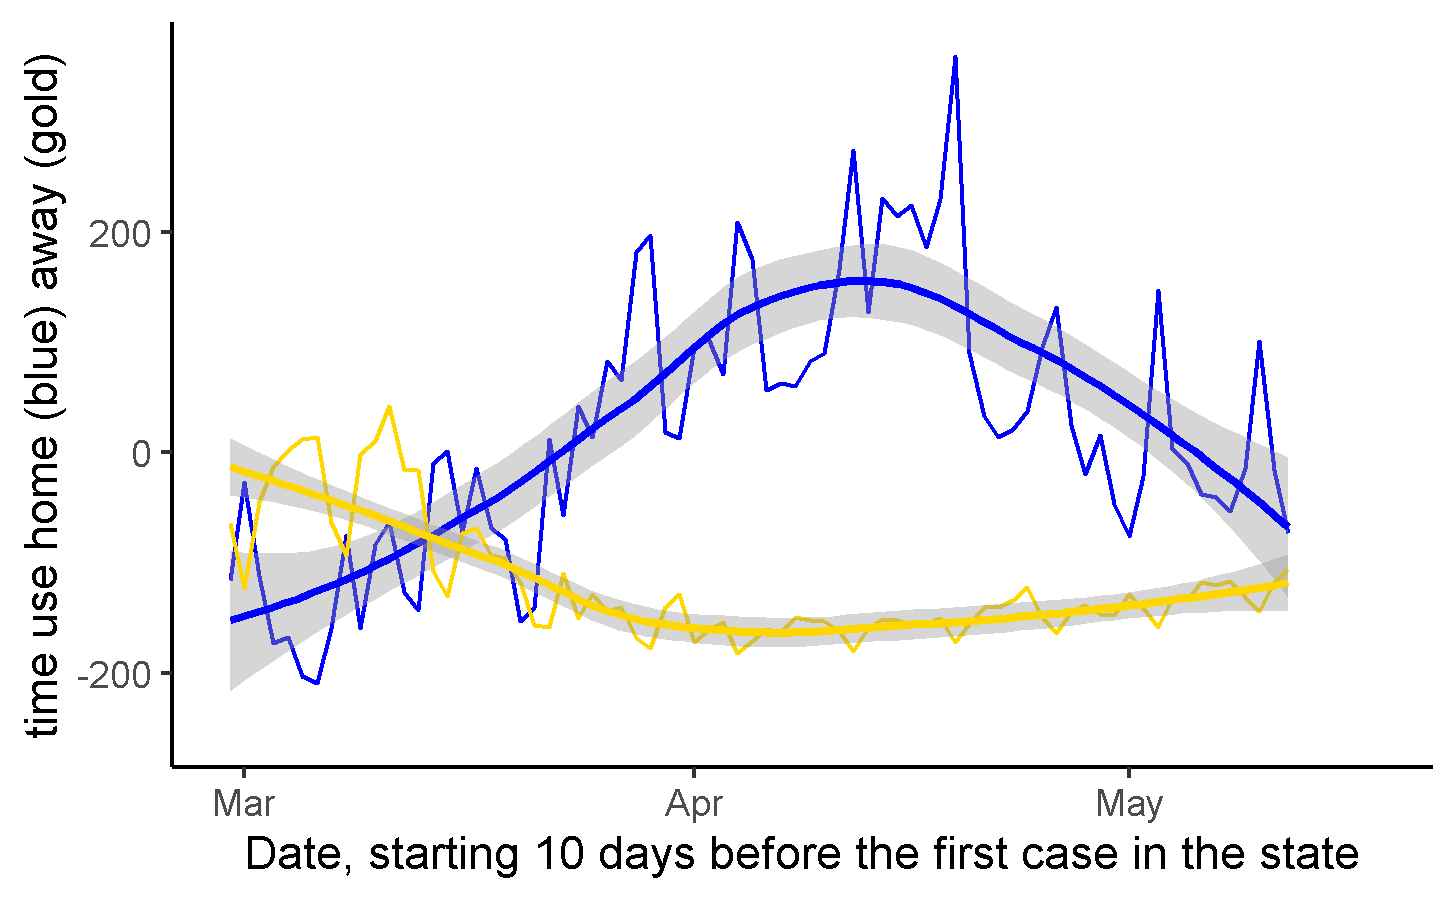 time use home (blue) away (gold)
200
0
-200
Mar Apr May
Date, starting 10 days before the first case in the state